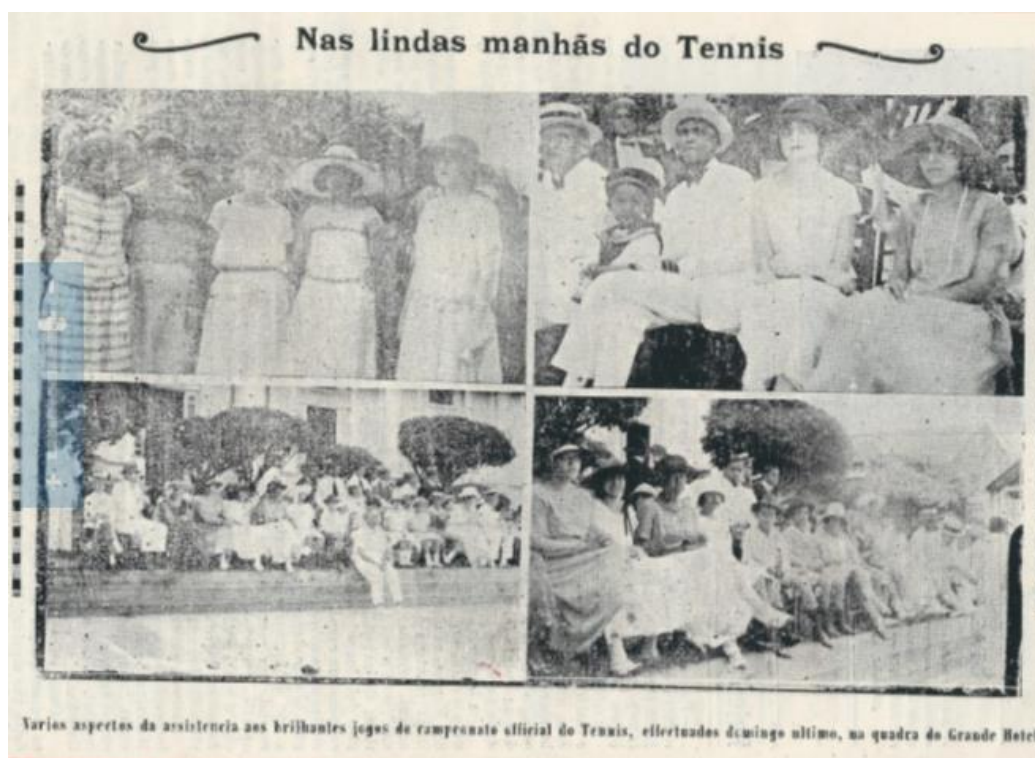 Nas lindas manhãs do Tennis
Varios aspectos da assistencia aos brilhantes jogos do campeonato official do Tennis, effectuados domingo ultimo, na quadra do Grande Hotel